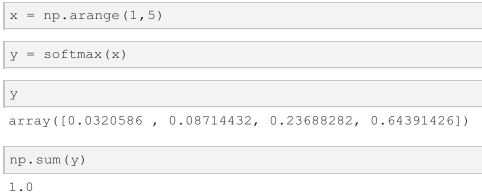 x = np.arange(1,5)
y = softmax(x)
y
array([0.0320586 , 0.08714432, 0.23688282, 0.64391426])
np.sum(y)
1.0